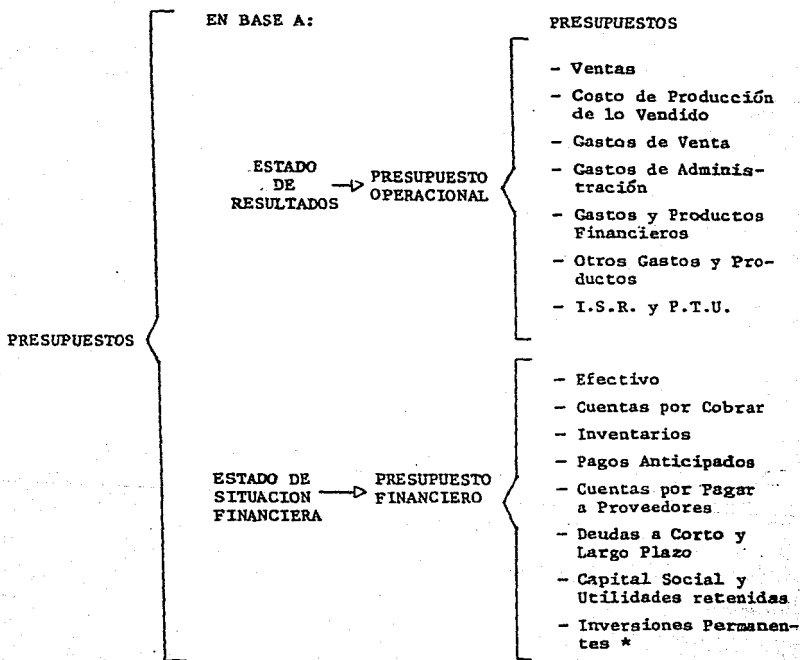 EN BASE A:
PRESUPUESTOS
- Ventas
- Costo de Producción
de lo Vendido
- Gastos de Venta
ESTADO
DE
RESULTADOS
PRESUPUESTO
OPERACIONAL
- Gastos de Adminis-
tración
- Gastos y Productos
Financieros
- Otros Gastos y Pro-
ductos
- I.S.R. y P.T.U.
PRESUPUESTOS
- Efectivo
- Cuentas por Cobrar
- Inventarios
- Pagos Anticipados
ESTADO DE
SITUACION
FINANCIERA
PRESUPUESTO
FINANCIERO
- Cuentas por Pagar
a Proveedores
- Deudas a Corto y
Largo Plazo
- Capital Social y
Utilidades retenidas
- Inversiones Permanen-
tes *